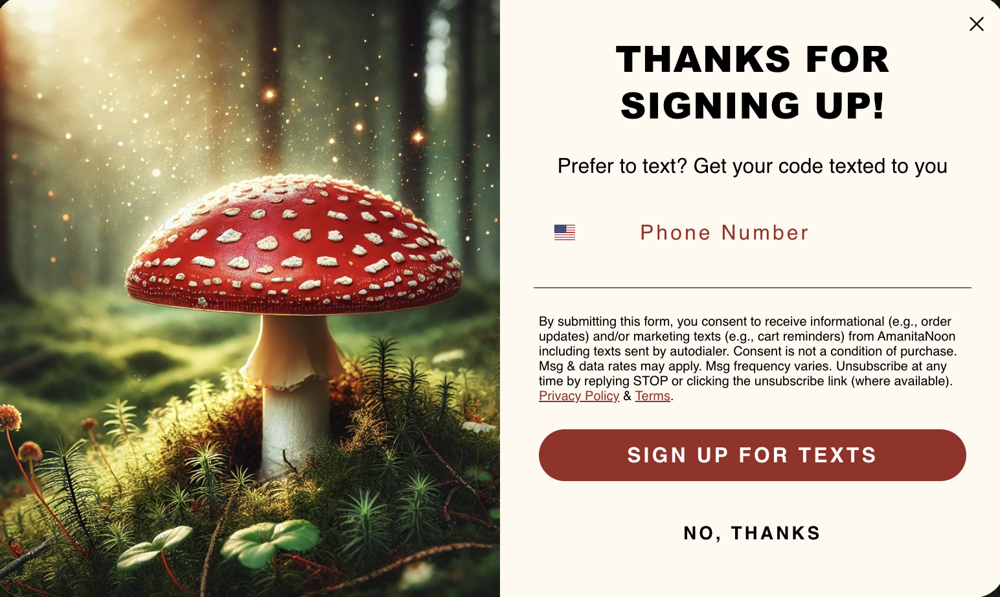 THANKS FOR
SIGNING UP!
Prefer to text? Get your code texted to you
Phone Number
By submitting this form, you consent to receive informational (e.g., order
updates) and/or marketing texts (e.g., cart reminders) from AmanitaNoon
including texts sent by autodialer. Consent is not a condition of purchase.
Msg & data rates may apply. Msg frequency varies. Unsubscribe at any
time by replying STOP or clicking the unsubscribe link (where available).
Privacy Policy & Terms.
SIGN UP FOR TEXTS
NO, THANKS